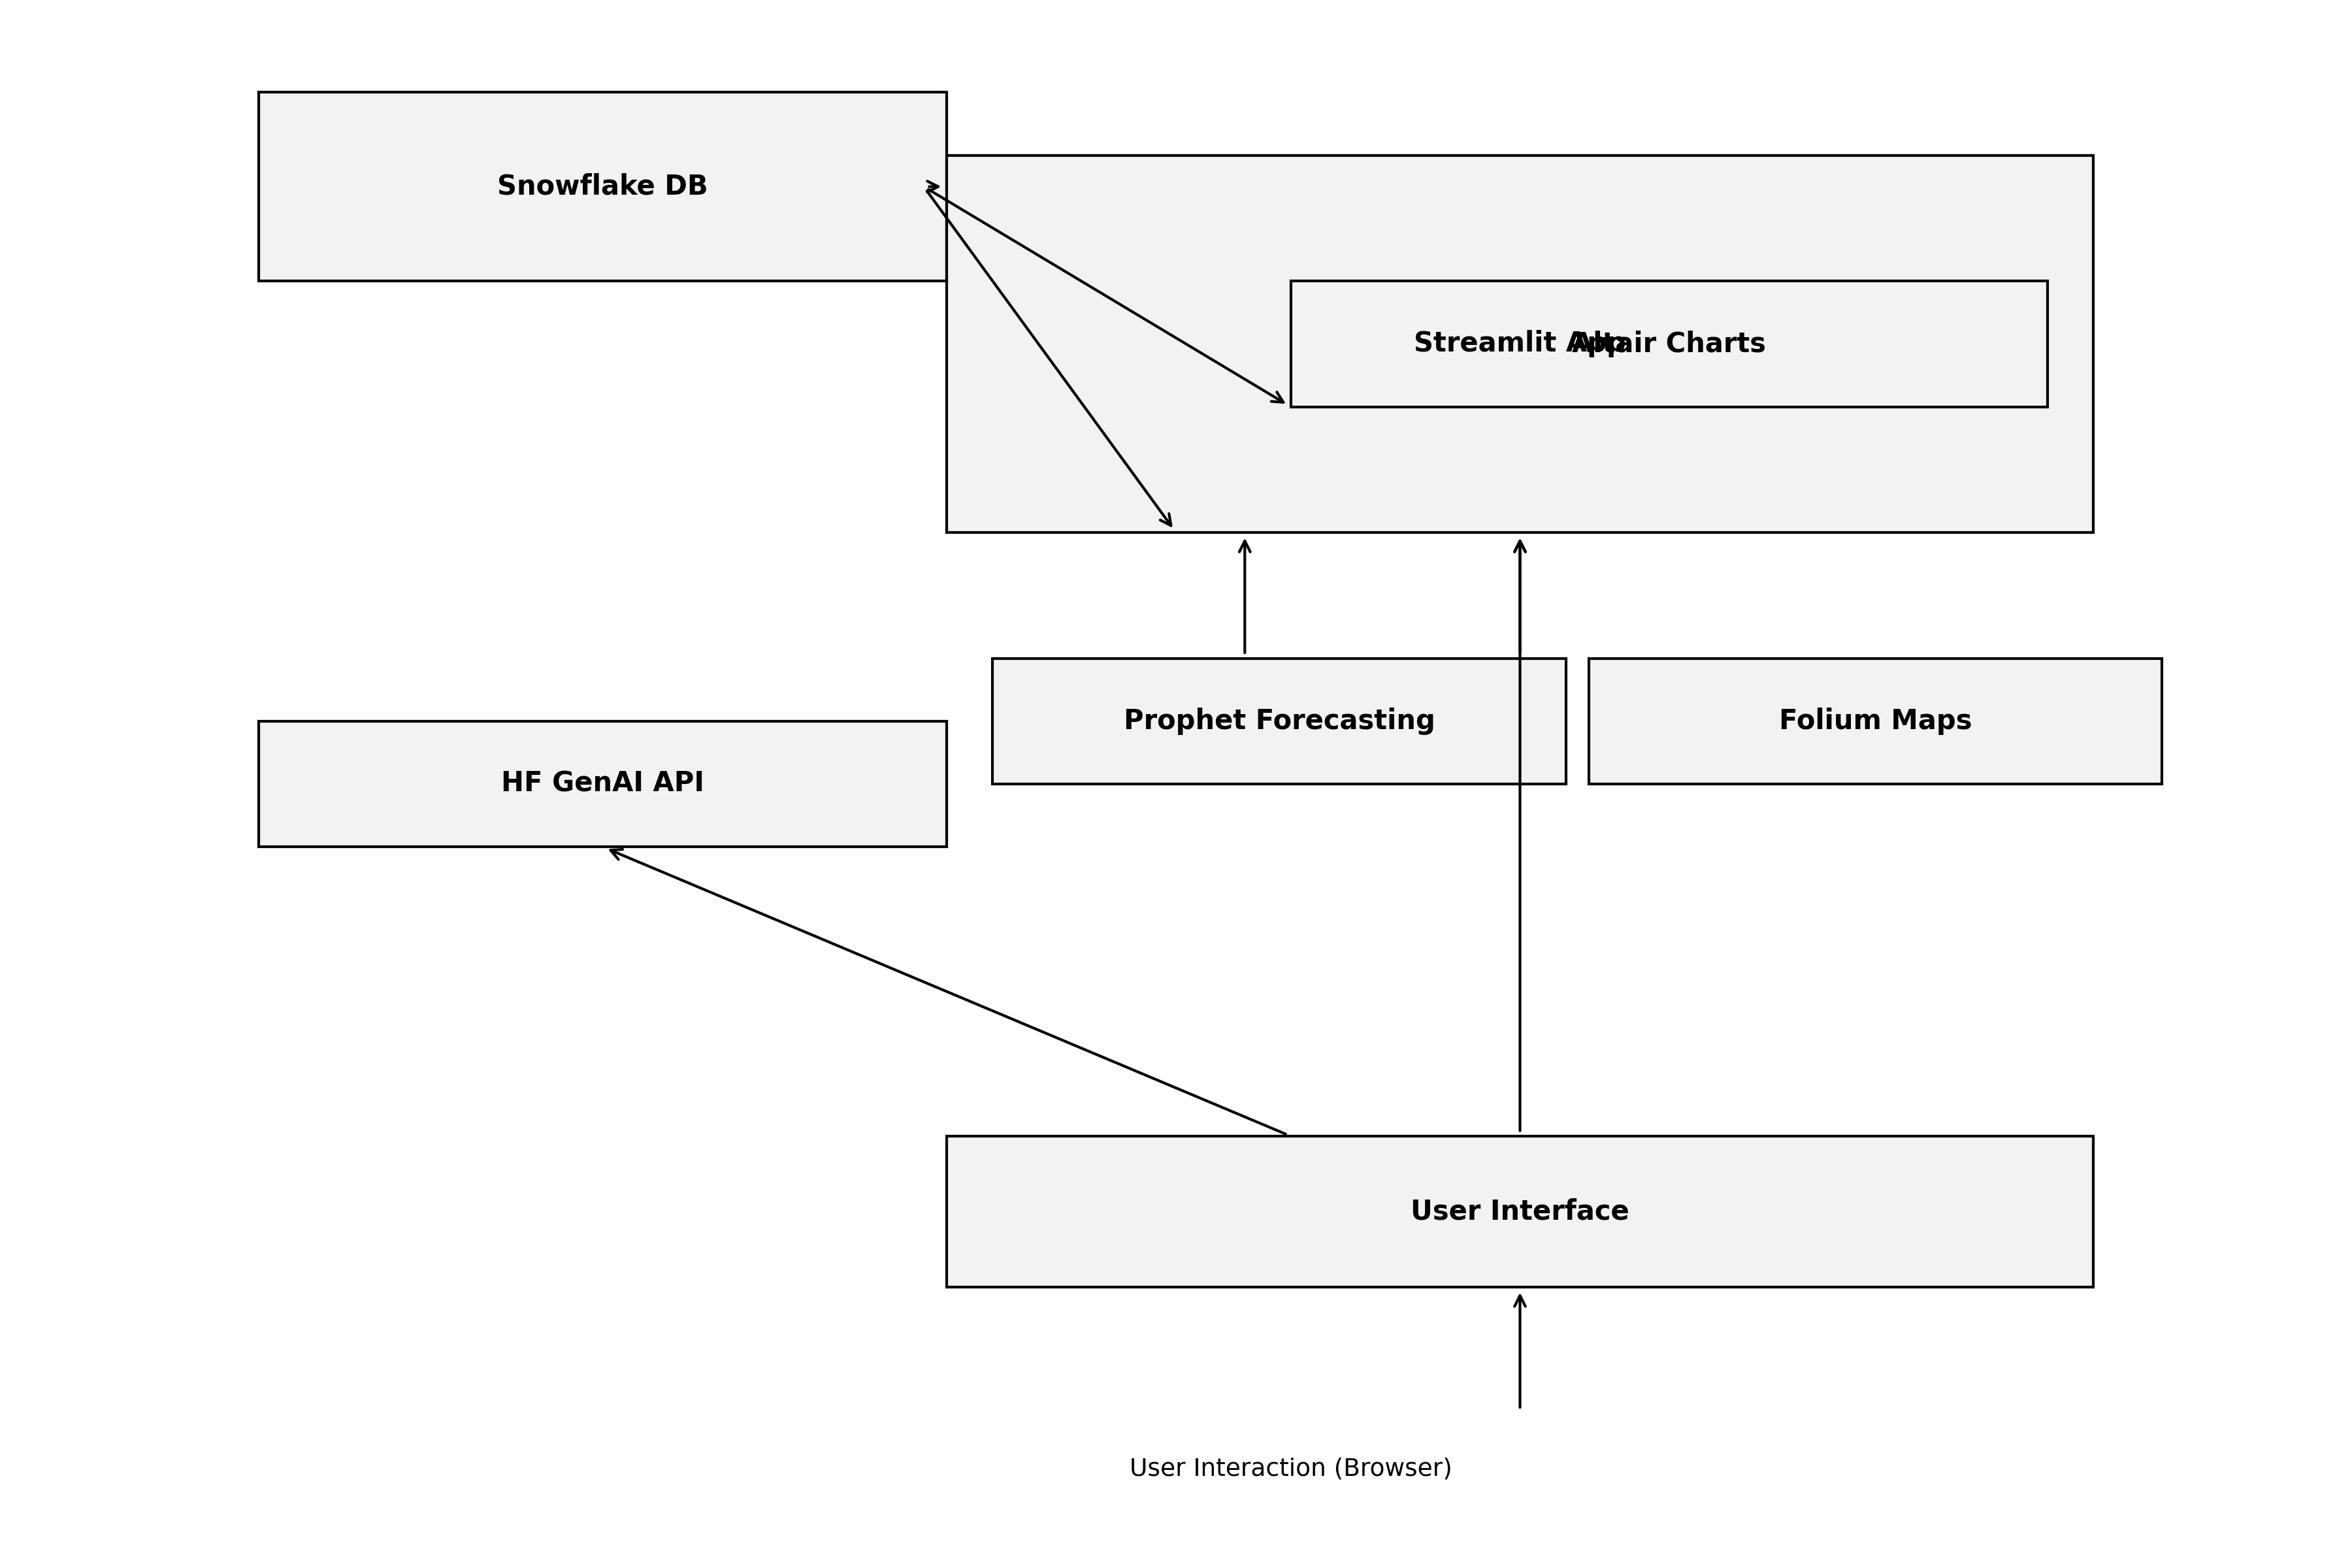 Snowflake DB
Streamlit App
Altair Charts
Prophet Forecasting
Folium Maps
HF GenAI API
User Interface
User Interaction (Browser)